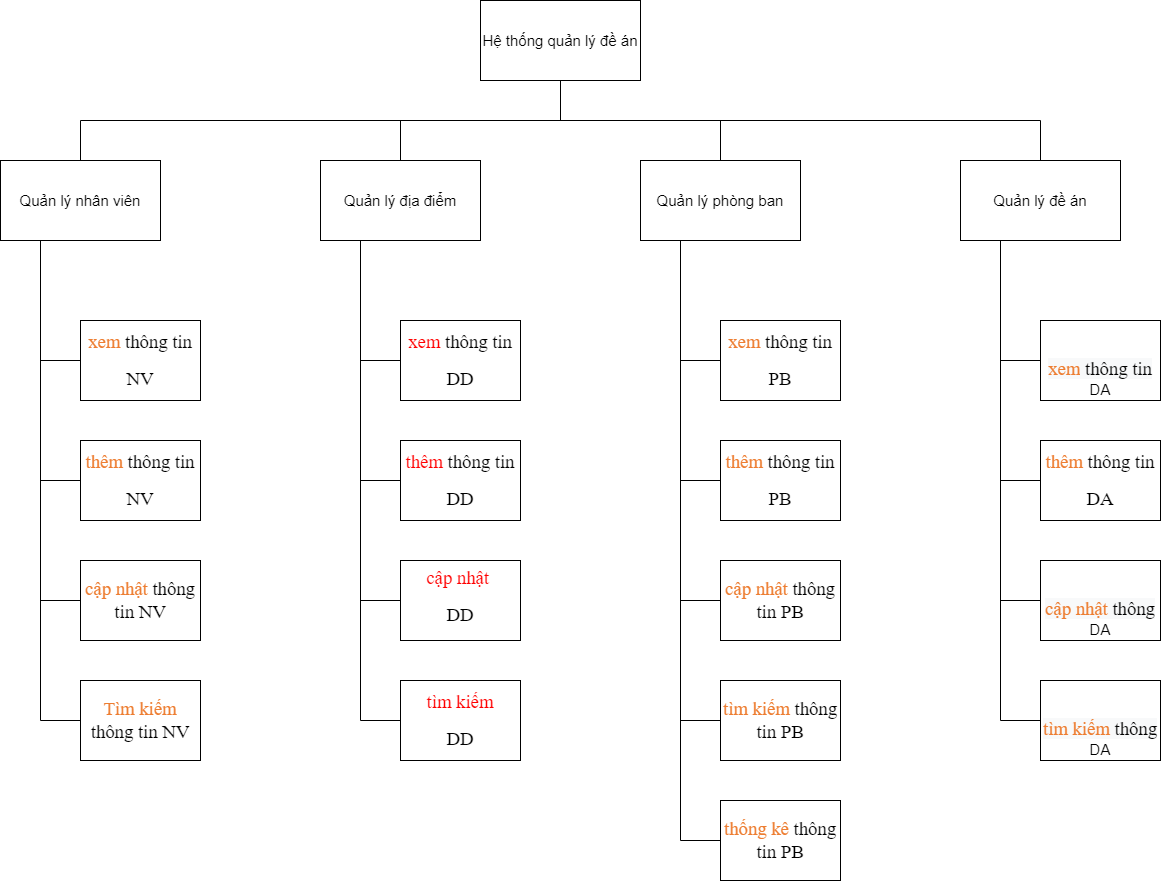 Hệ thống quản lý đề án
Quản lý nhân viên
Quản lý địa điểm
Quản lý phòng ban
Quản lý đề án
xem thông tin
NV
xem thông tin
DD
xem thông tin
PB
xem thông tin
DA
thêm thông tin
NV
thêm thông tin
DD
thêm thông tin
PB
thêm thông tin
DA
cập nhật thông
tin NV
cập nhật
DD
cập nhật thông
tin PB
cập nhật thông
DA
Tìm kiếm
thông tin NV
tìm kiếm
DD
tìm kiếm thông
tin PB
tìm kiếm thông
DA
thống kê thông
tin PB